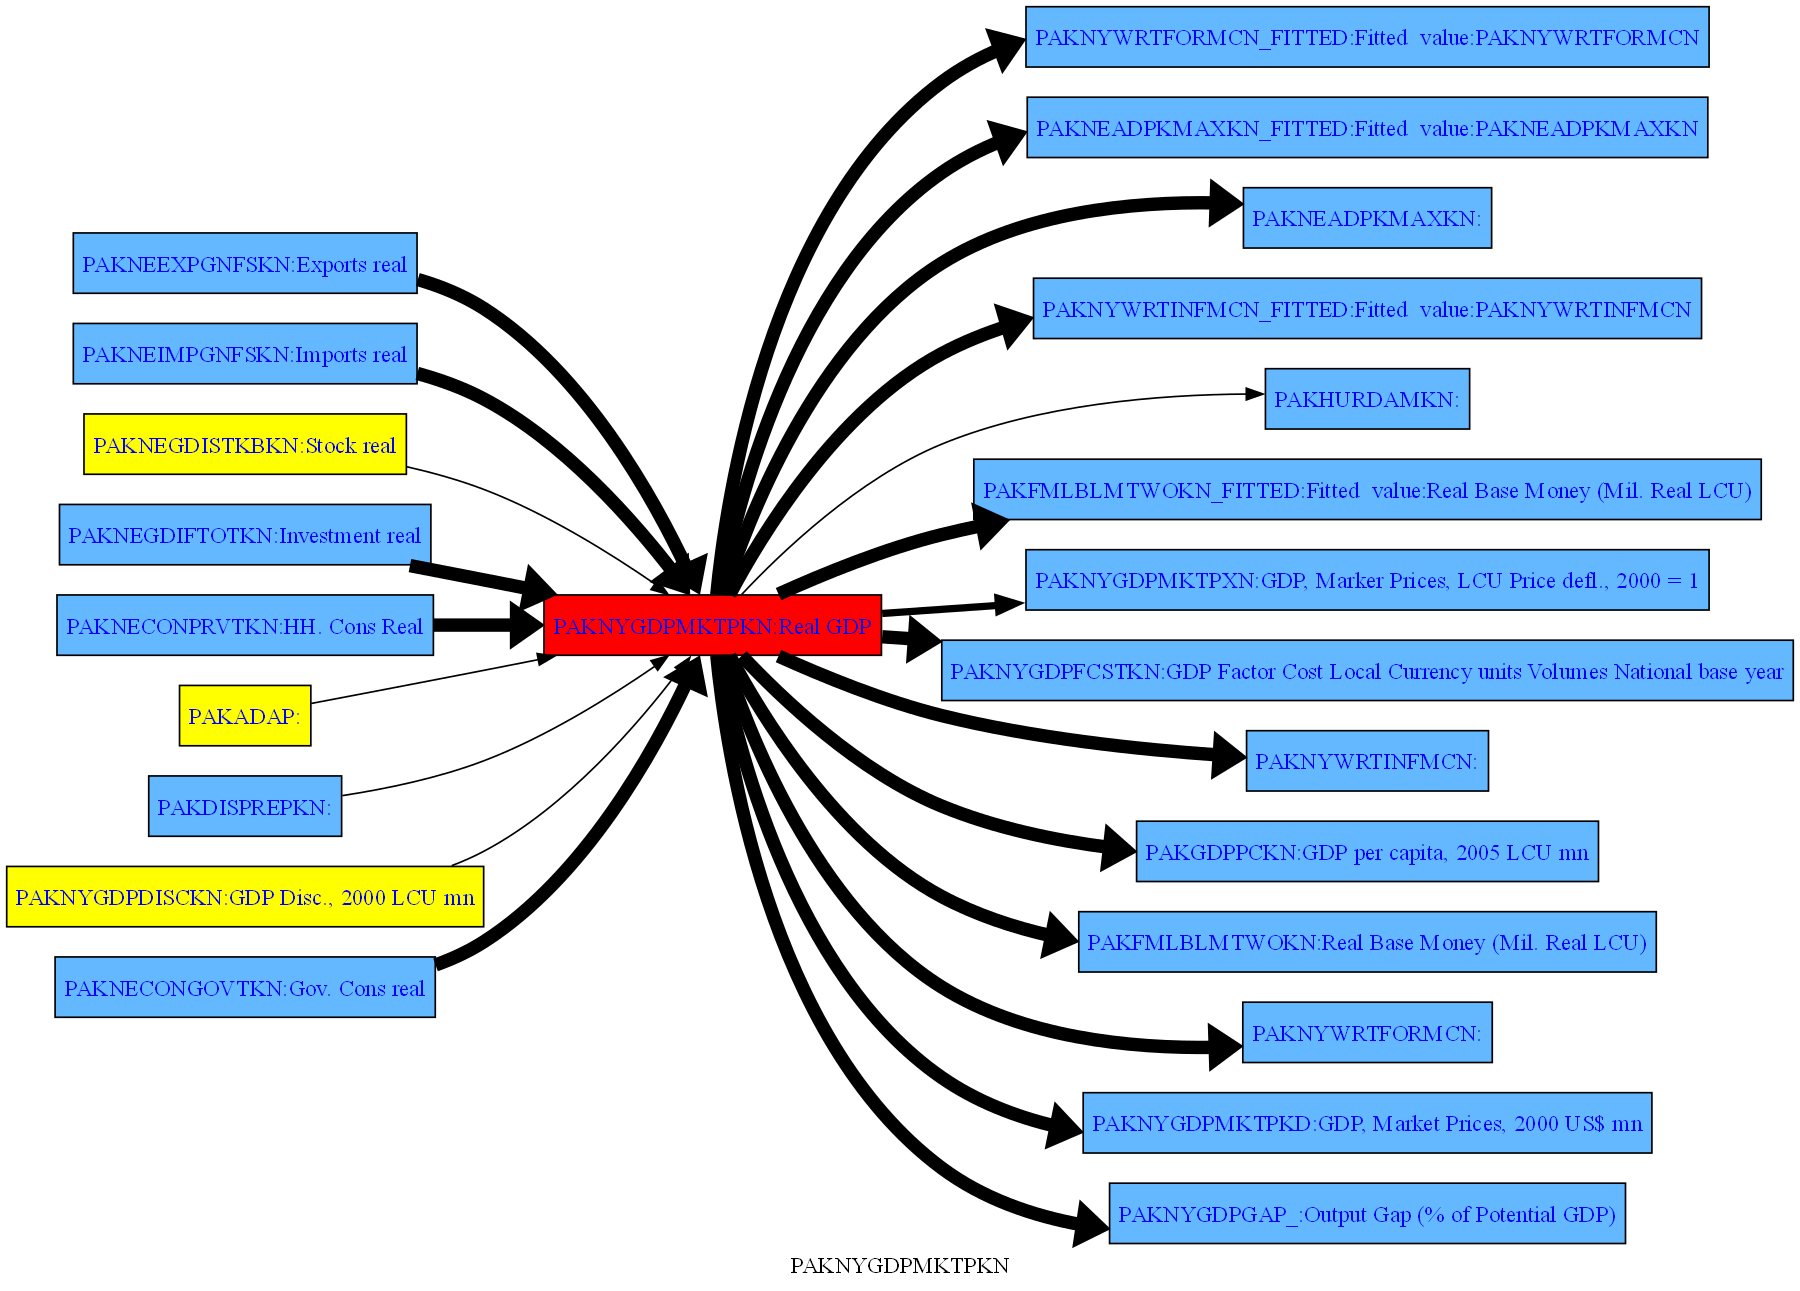 PAKNEEXPGNFSKN:Exports real
PAKNEIMPGNFSKN:Imports real
PAKNEGDISTKBKN:Stock real
PAKNEGDIFTOTKN:Investment real
PAKNECONPRVTKN:HH. Cons Real
PAKADAP:
PAKDISPREPKN:
PAKNYGDPDISCKN:GDP Disc., 2000 LCU mn
PAKNECONGOVTKN:Gov. Cons real
PAKNYGDPMKTPKN:Real GDP
PAKNYWRTFORMCN_FITTED:Fitted value:PAKNYWRTFORMCN
PAKNEADPKMAXKN_FITTED:Fitted value:PAKNEADPKMAXKN
PAKNEADPKMAXKN:
PAKNYWRTINFMCN_FITTED:Fitted value:PAKNYWRTINFMCN
PAKHURDAMKN:
PAKFMLBLMTWOKN_FITTED:Fitted value:Real Base Money (Mil. Real LCU)
PAKNYGDPMKTPXN:GDP, Marker Prices, LCU Price defl., 2000 = 1
PAKNYGDPFCSTKN:GDP Factor Cost Local Currency units Volumes National base year
PAKNYWRTINFMCN:
PAKGDPPCKN:GDP per capita, 2005 LCU mn
PAKFMLBLMTWOKN:Real Base Money (Mil. Real LCU)
PAKNYWRTFORMCN:
PAKNYGDPMKTPKD:GDP, Market Prices, 2000 US$ mn
PAKNYGDPGAP_:Output Gap (% of Potential GDP)
PAKNYGDPMKTPKN